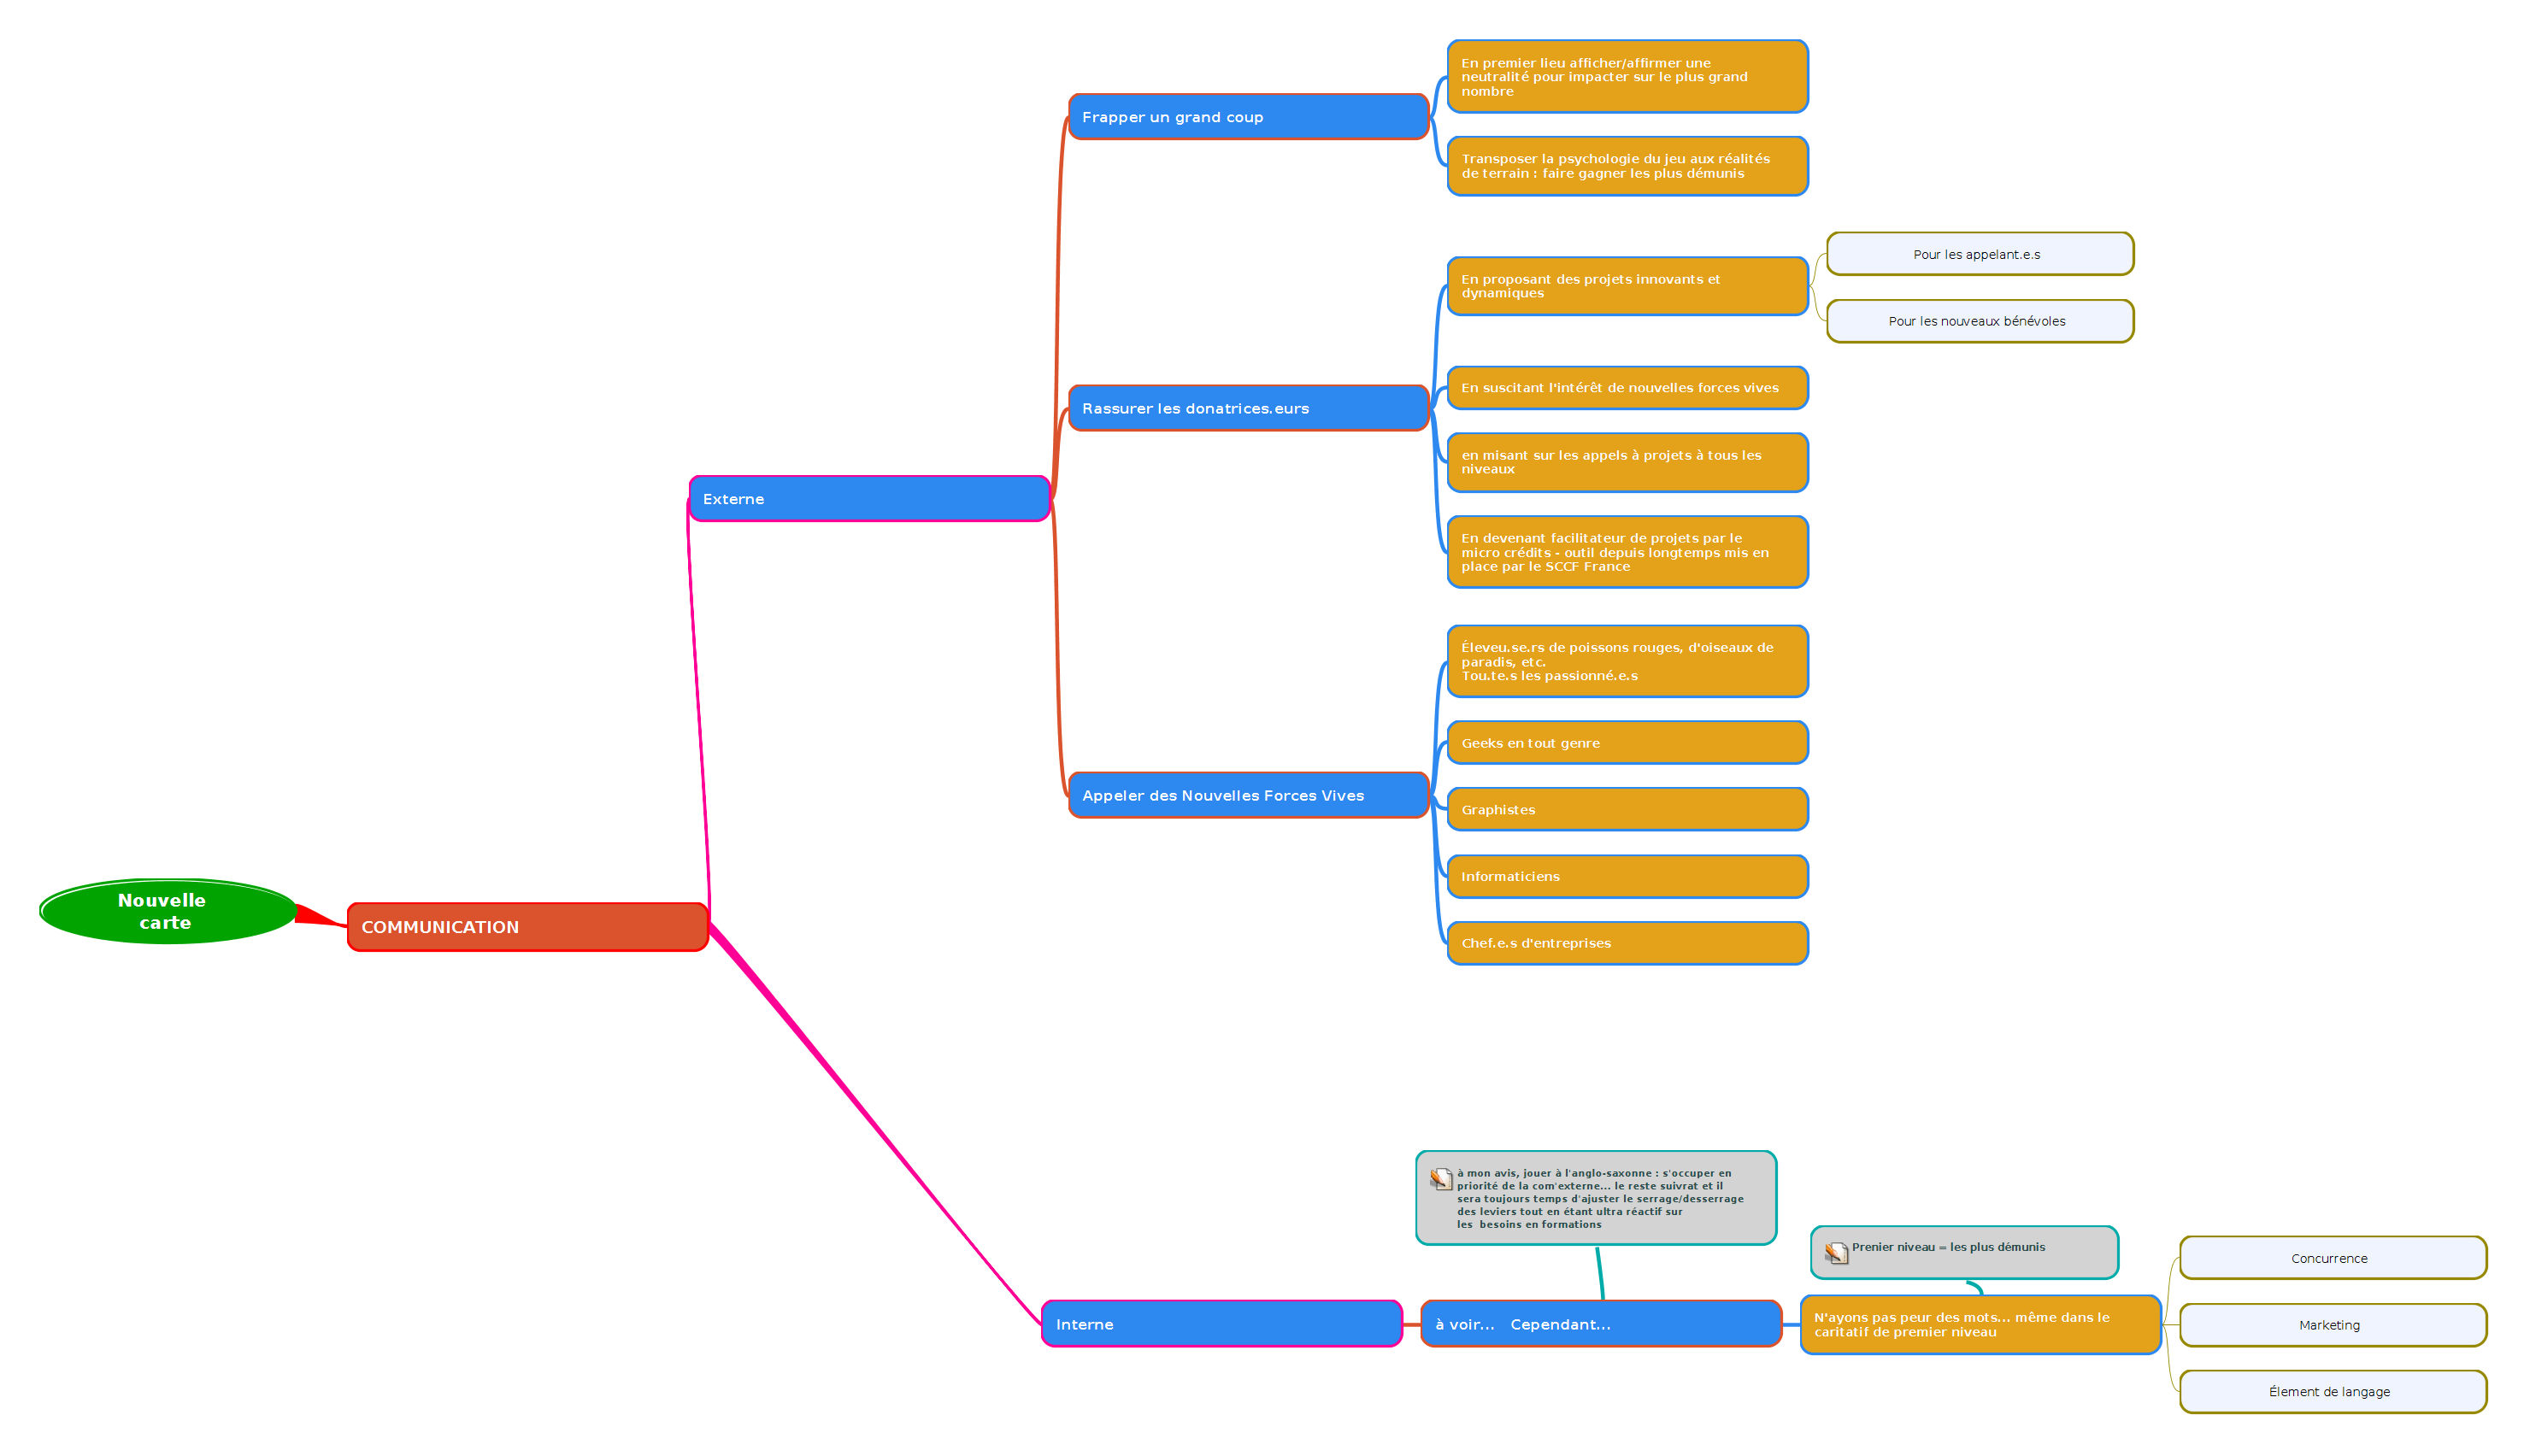 Nouvelle
carte
COMMUNICATION
Externe
Frapper un grand coup
En premier lieu afficher/affirmer une
neutralité pour impacter sur le plus grand
nombre
Transposer la psychologie du jeu aux réalités
de terrain : faire gagner les plus démunis
Rassurer les donatrices.eurs
En proposant des projets innovants et
dynamiques
Pour les appelant.e.s
Pour les nouveaux bénévoles
En suscitant l'intérêt de nouvelles forces vives
en misant sur les appels à projets à tous les
niveaux
En devenant facilitateur de projets par le
micro crédits - outil depuis longtemps mis en
place par le SCCF France
Appeler des Nouvelles Forces Vives
Éleveu.se.rs de poissons rouges, d'oiseaux de
paradis, etc.
Tou.te.s les passionné.e.s
Geeks en tout genre
Graphistes
Informaticiens
Chef.e.s d'entreprises
Interne
à mon avis, jouer à l'anglo-saxonne : s'occuper en
priorité de la com'externe... le reste suivrat et il
sera toujours temps d'ajuster le serrage/desserrage
des leviers tout en étant ultra réactif sur
les  besoins en formations
à voir...   Cependant...
Prenier niveau = les plus démunis
N'ayons pas peur des mots... même dans le
caritatif de premier niveau
Concurrence
Marketing
Élement de langage